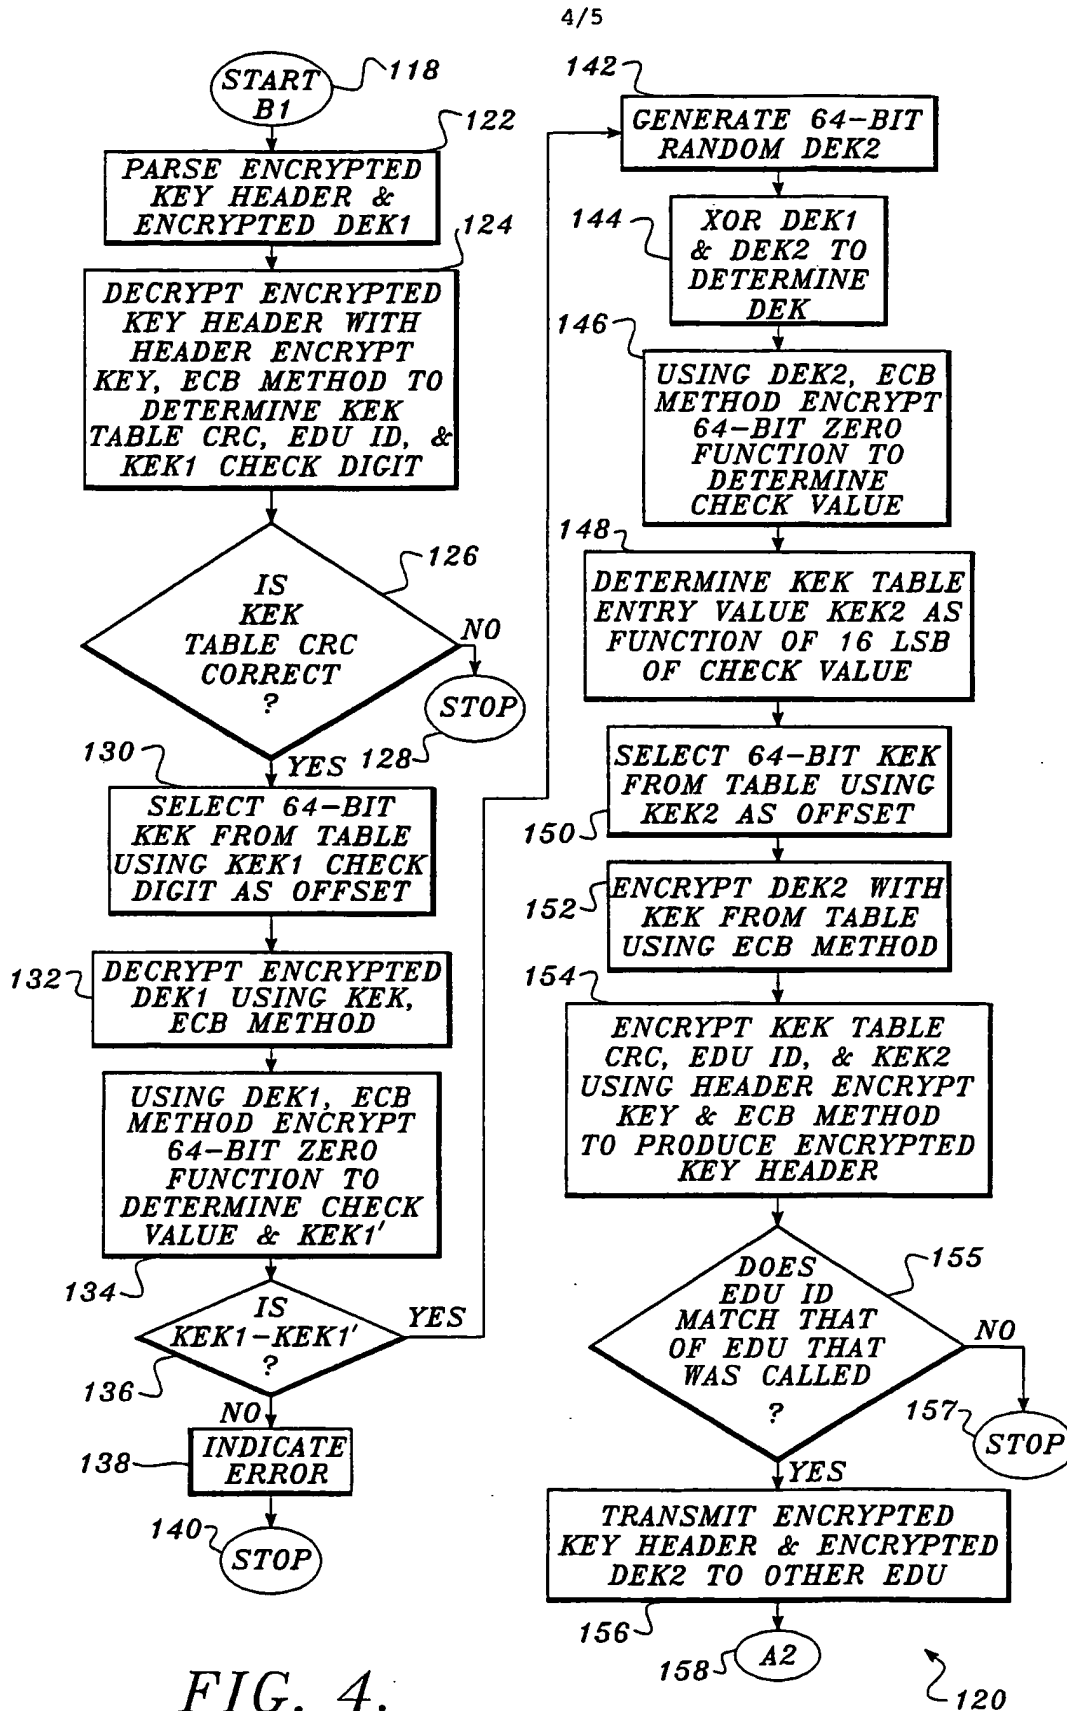 4/5
START
B1
118
122
PARSE ENCRYPTED
KEY HEADER &
ENCRYPTED DEK1
124
DECRYPT ENCRYPTED
KEY HEADER WITH
HEADER ENCRYPT
KEY, ECB METHOD TO
DETERMINE KEK
TABLE CRC, EDU ID, &
KEK1 CHECK DIGIT
126
IS
KEK
TABLE CRC
CORRECT
?
NO
STOP
128
YES
130
SELECT 64-BIT
KEK FROM TABLE
USING KEK1 CHECK
DIGIT AS OFFSET
132
DECRYPT ENCRYPTED
DEK1 USING KEK,
ECB METHOD
USING DEK1, ECB
METHOD ENCRYPT
64-BIT ZERO
FUNCTION TO
DETERMINE CHECK
VALUE & KEK1'
134
IS
KEK1-KEK1'
?
YES
136
NO
138
INDICATE
ERROR
140
STOP
142
GENERATE 64-BIT
RANDOM DEK2
144
XOR DEK1
& DEK2 TO
DETERMINE
DEK
146
USING DEK2, ECB
METHOD ENCRYPT
64-BIT ZERO
FUNCTION TO
DETERMINE
CHECK VALUE
148
DETERMINE KEK TABLE
ENTRY VALUE KEK2 AS
FUNCTION OF 16 LSB
OF CHECK VALUE
SELECT 64-BIT KEK
FROM TABLE USING
KEK2 AS OFFSET
150
152
ENCRYPT DEK2 WITH
KEK FROM TABLE
USING ECB METHOD
154
ENCRYPT KEK TABLE
CRC, EDU ID, & KEK2
USING HEADER ENCRYPT
KEY & ECB METHOD
TO PRODUCE ENCRYPTED
KEY HEADER
155
DOES
EDU ID
MATCH THAT
OF EDU THAT
WAS CALLED
?
NO
157
STOP
YES
TRANSMIT ENCRYPTED
KEY HEADER & ENCRYPTED
DEK2 TO OTHER EDU
156
A2
158
120
FIG. 4.